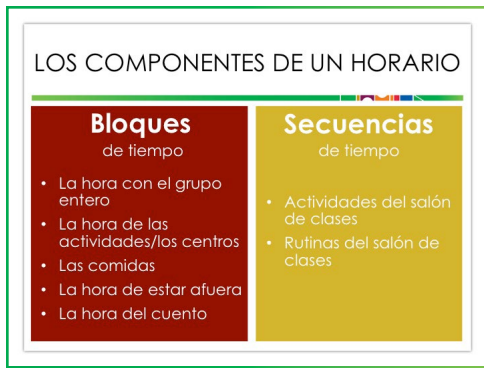 LOS COMPONENTES DE UN HORARIO
Bloques
de tiempo
• La hora con el grupo
entero
• La hora de las
actividades/los centros
• Las comidas
• La hora de estar afuera
• La hora del cuento
Secuencias
de tiempo
• Actividades del salón
de clases
• Rutinas del salón de
clases